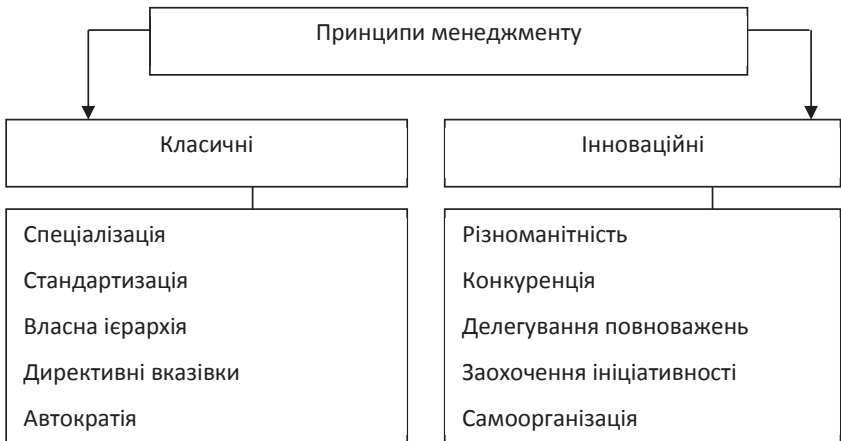 Принципи менеджменту
Класичні
Інноваційні
Спеціалізація
Стандартизація
Власна ієрархія
Директивні вказівки
Автократія
Різноманітність
Конкуренція
Делегування повноважень
Заохочення ініціативності
Самоорганізація